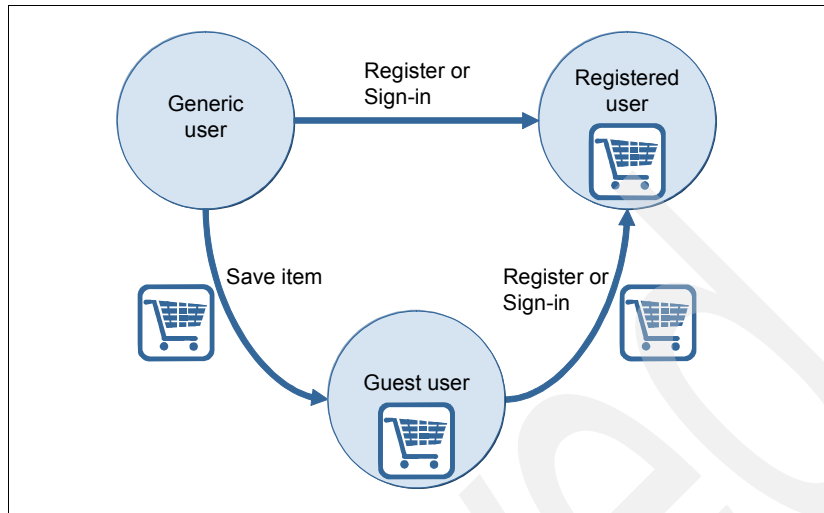 Generic
user
Register or
Sign-in
Registered
user
Save item
Register or
Sign-in
Guest user